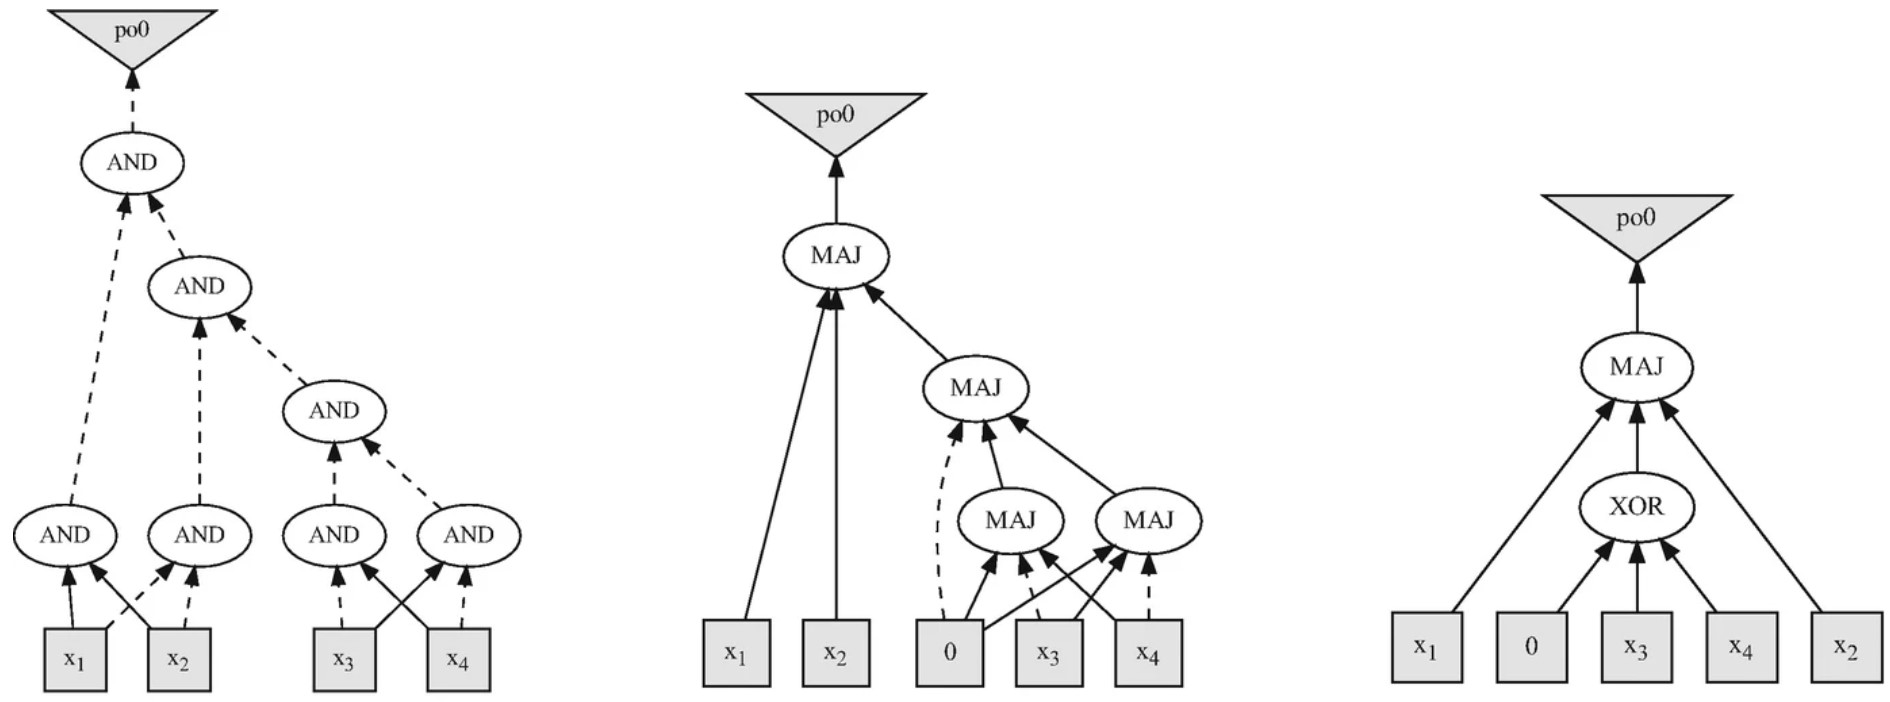 po0
AND
AND
AND
AND AND AND AND
x1 x2 x3 x4
po0
MAJ
MAJ
MAJ MAJ
x1 x2 0 x3 x4
po0
MAJ
XOR
x1 0 x3 x4 x2